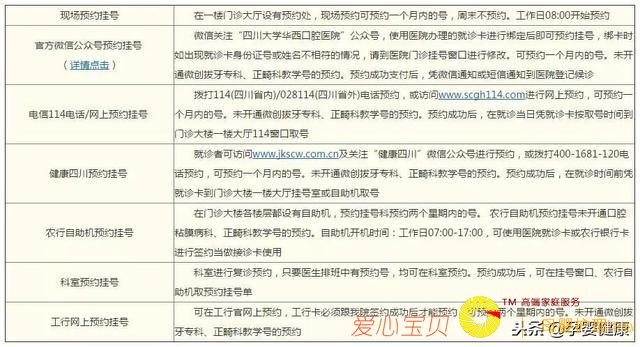 现场预约挂号
在一楼门诊大厅设有预约处，现场预约可预约一个月内的号，周末不预约。工作日08:00开始预约
官方微信公众号预约挂号
（详情点击）
微信关注“四川大学华西口腔医院”公众号，使用医院办理的就诊卡进行绑定后即可预约挂号，绑卡时
如出现就诊卡身份证号或姓名不相符的情况，请到医院门诊挂号窗口进行修改。可预约一个月内的号。未开
通微创拔牙专科、正畸科教学号的预约。预约成功支付后，凭微信通知或短信通知到医院登记候诊
电信114电话/网上预约挂号
拨打114(四川省内)/028114(四川省外)电话预约，或访问www.scgh114.com进行网上预约，可预约一
个月内的号。未开通微创拔牙专科、正畸科教学号的预约。预约成功后，在就诊当日凭就诊卡按取号时间到
门诊大楼一楼大厅114窗口取号
健康四川预约挂号
就诊者可访问www.jkscw.com.cn及关注“健康四川”微信公众号进行预约，或拨打400-1681-120电
话预约，可预约一个月内的号。未开通微创拔牙专科、正畸科教学号的预约。预约成功后，在就诊时间前凭
就诊卡到门诊大楼一楼大厅挂号室或自助机取号
农行自助机预约挂号
在门诊大楼各楼层都设有自助机，预约挂号科预约两个星期内的号。 农行自助机预约挂号未开通口腔
粘膜病科、正畸科教学号的预约。自助机开机时间：工作日07:00-17:00，可使用医院就诊卡或农行银行卡
进行签约当做接诊卡使用
科室预约挂号
科室进行复诊预约，只要医生排班中有预约号，均可在科室预约。预约成功后，可在挂号窗口、农行自
助机取预约挂号单
工行网上预约挂号
可在工行官网上预约，工行卡必须跟我院签约成功后才能预约，可预约两个星期内的号。未开通微创拔
牙专科、正畸科教学号的预约
TM 高端家庭服务
爱心宝贝
头条@孕婴健康